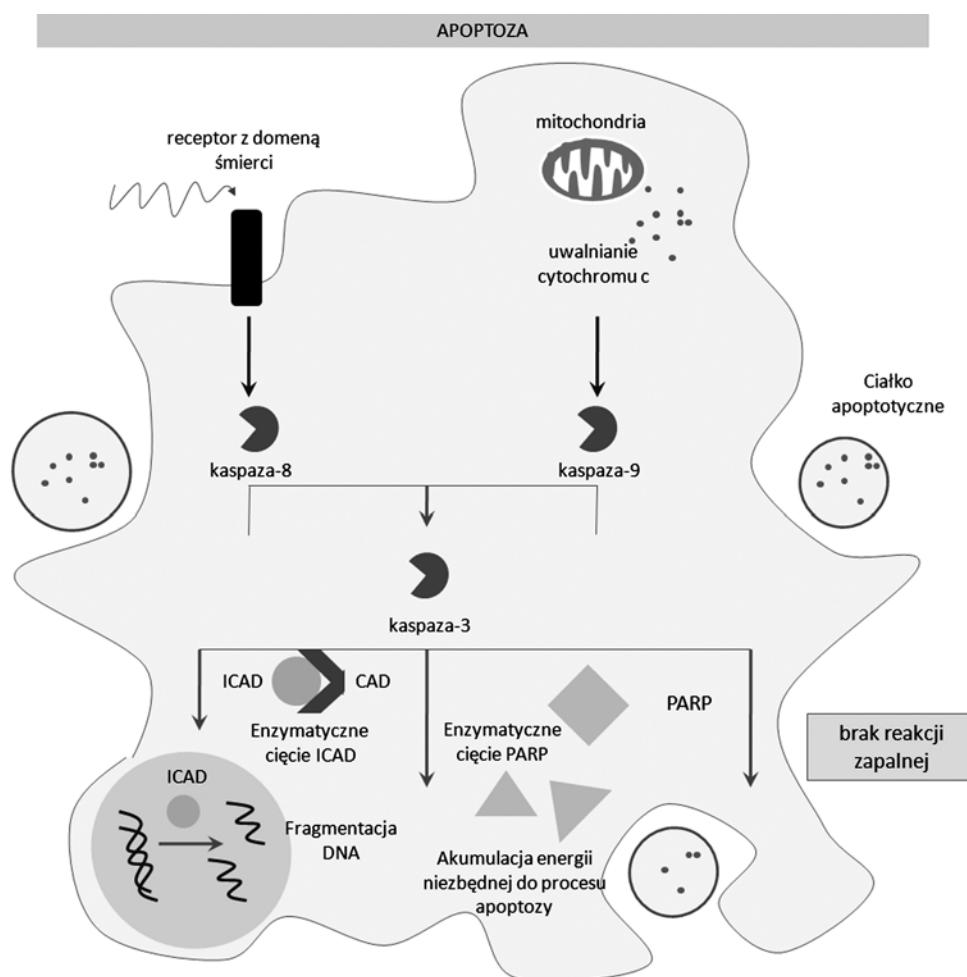 APOPTOZA
receptor z domeną
śmierci
mitochondria
uwalnianie
cytochromu c
Ciałko
apoptotyczne
kaspaza-8
kaspaza-9
kaspaza-3
ICAD
CAD
Enzymatyczne
cięcie ICAD
Enzymatyczne
cięcie PARP
PARP
brak reakcji
zapalnej
ICAD
Fragmentacja
DNA
Akumulacja energii
niezbędnej do procesu
apoptozy